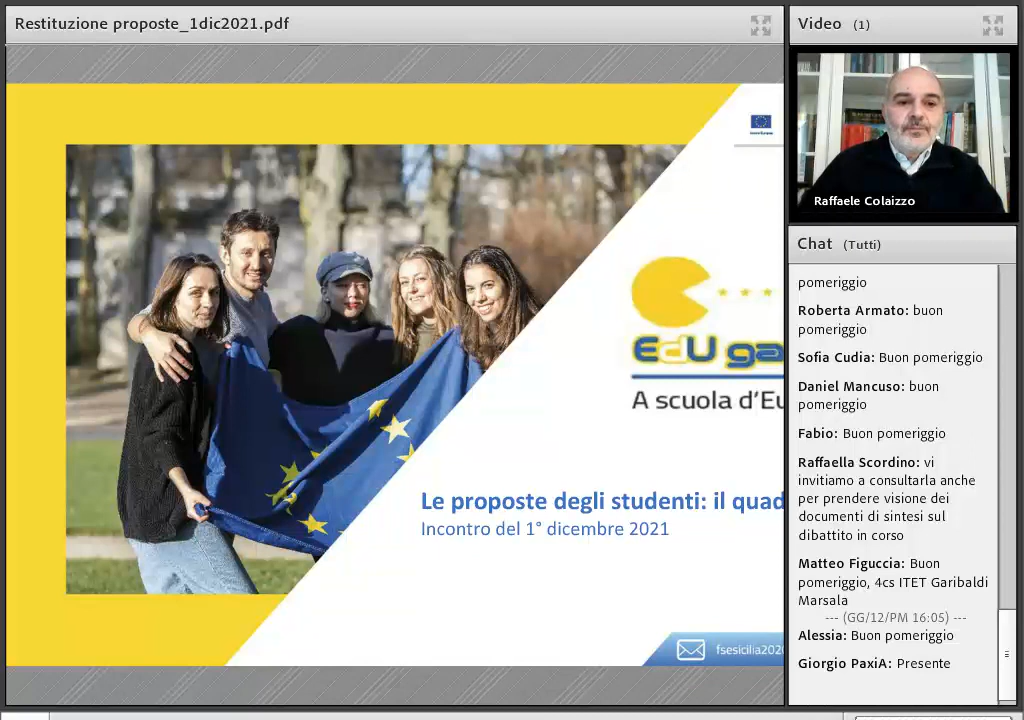 Restituzione proposte_1dic2021.pdf
EdU ga
A scuola d'Eu
Le proposte degli studenti: il quad
Incontro del 1° dicembre 2021
fsesicilia202
Video (1)
Raffaele Colaizzo
Chat (Tutti)
pomeriggio
Roberta Armato: buon
pomeriggio
Sofia Cudia: Buon pomeriggio
Daniel Mancuso: buon
pomeriggio
Fabio: Buon pomeriggio
Raffaella Scordino: vi
invitiamo a consultarla anche
per prendere visione dei
documenti di sintesi sul
dibattito in corso
Matteo Figuccia: Buon
pomeriggio, 4cs ITET Garibaldi
Marsala
--- (GG/12/PM 16:05) ---
Alessia: Buon pomeriggio
Giorgio PaxiA: Presente